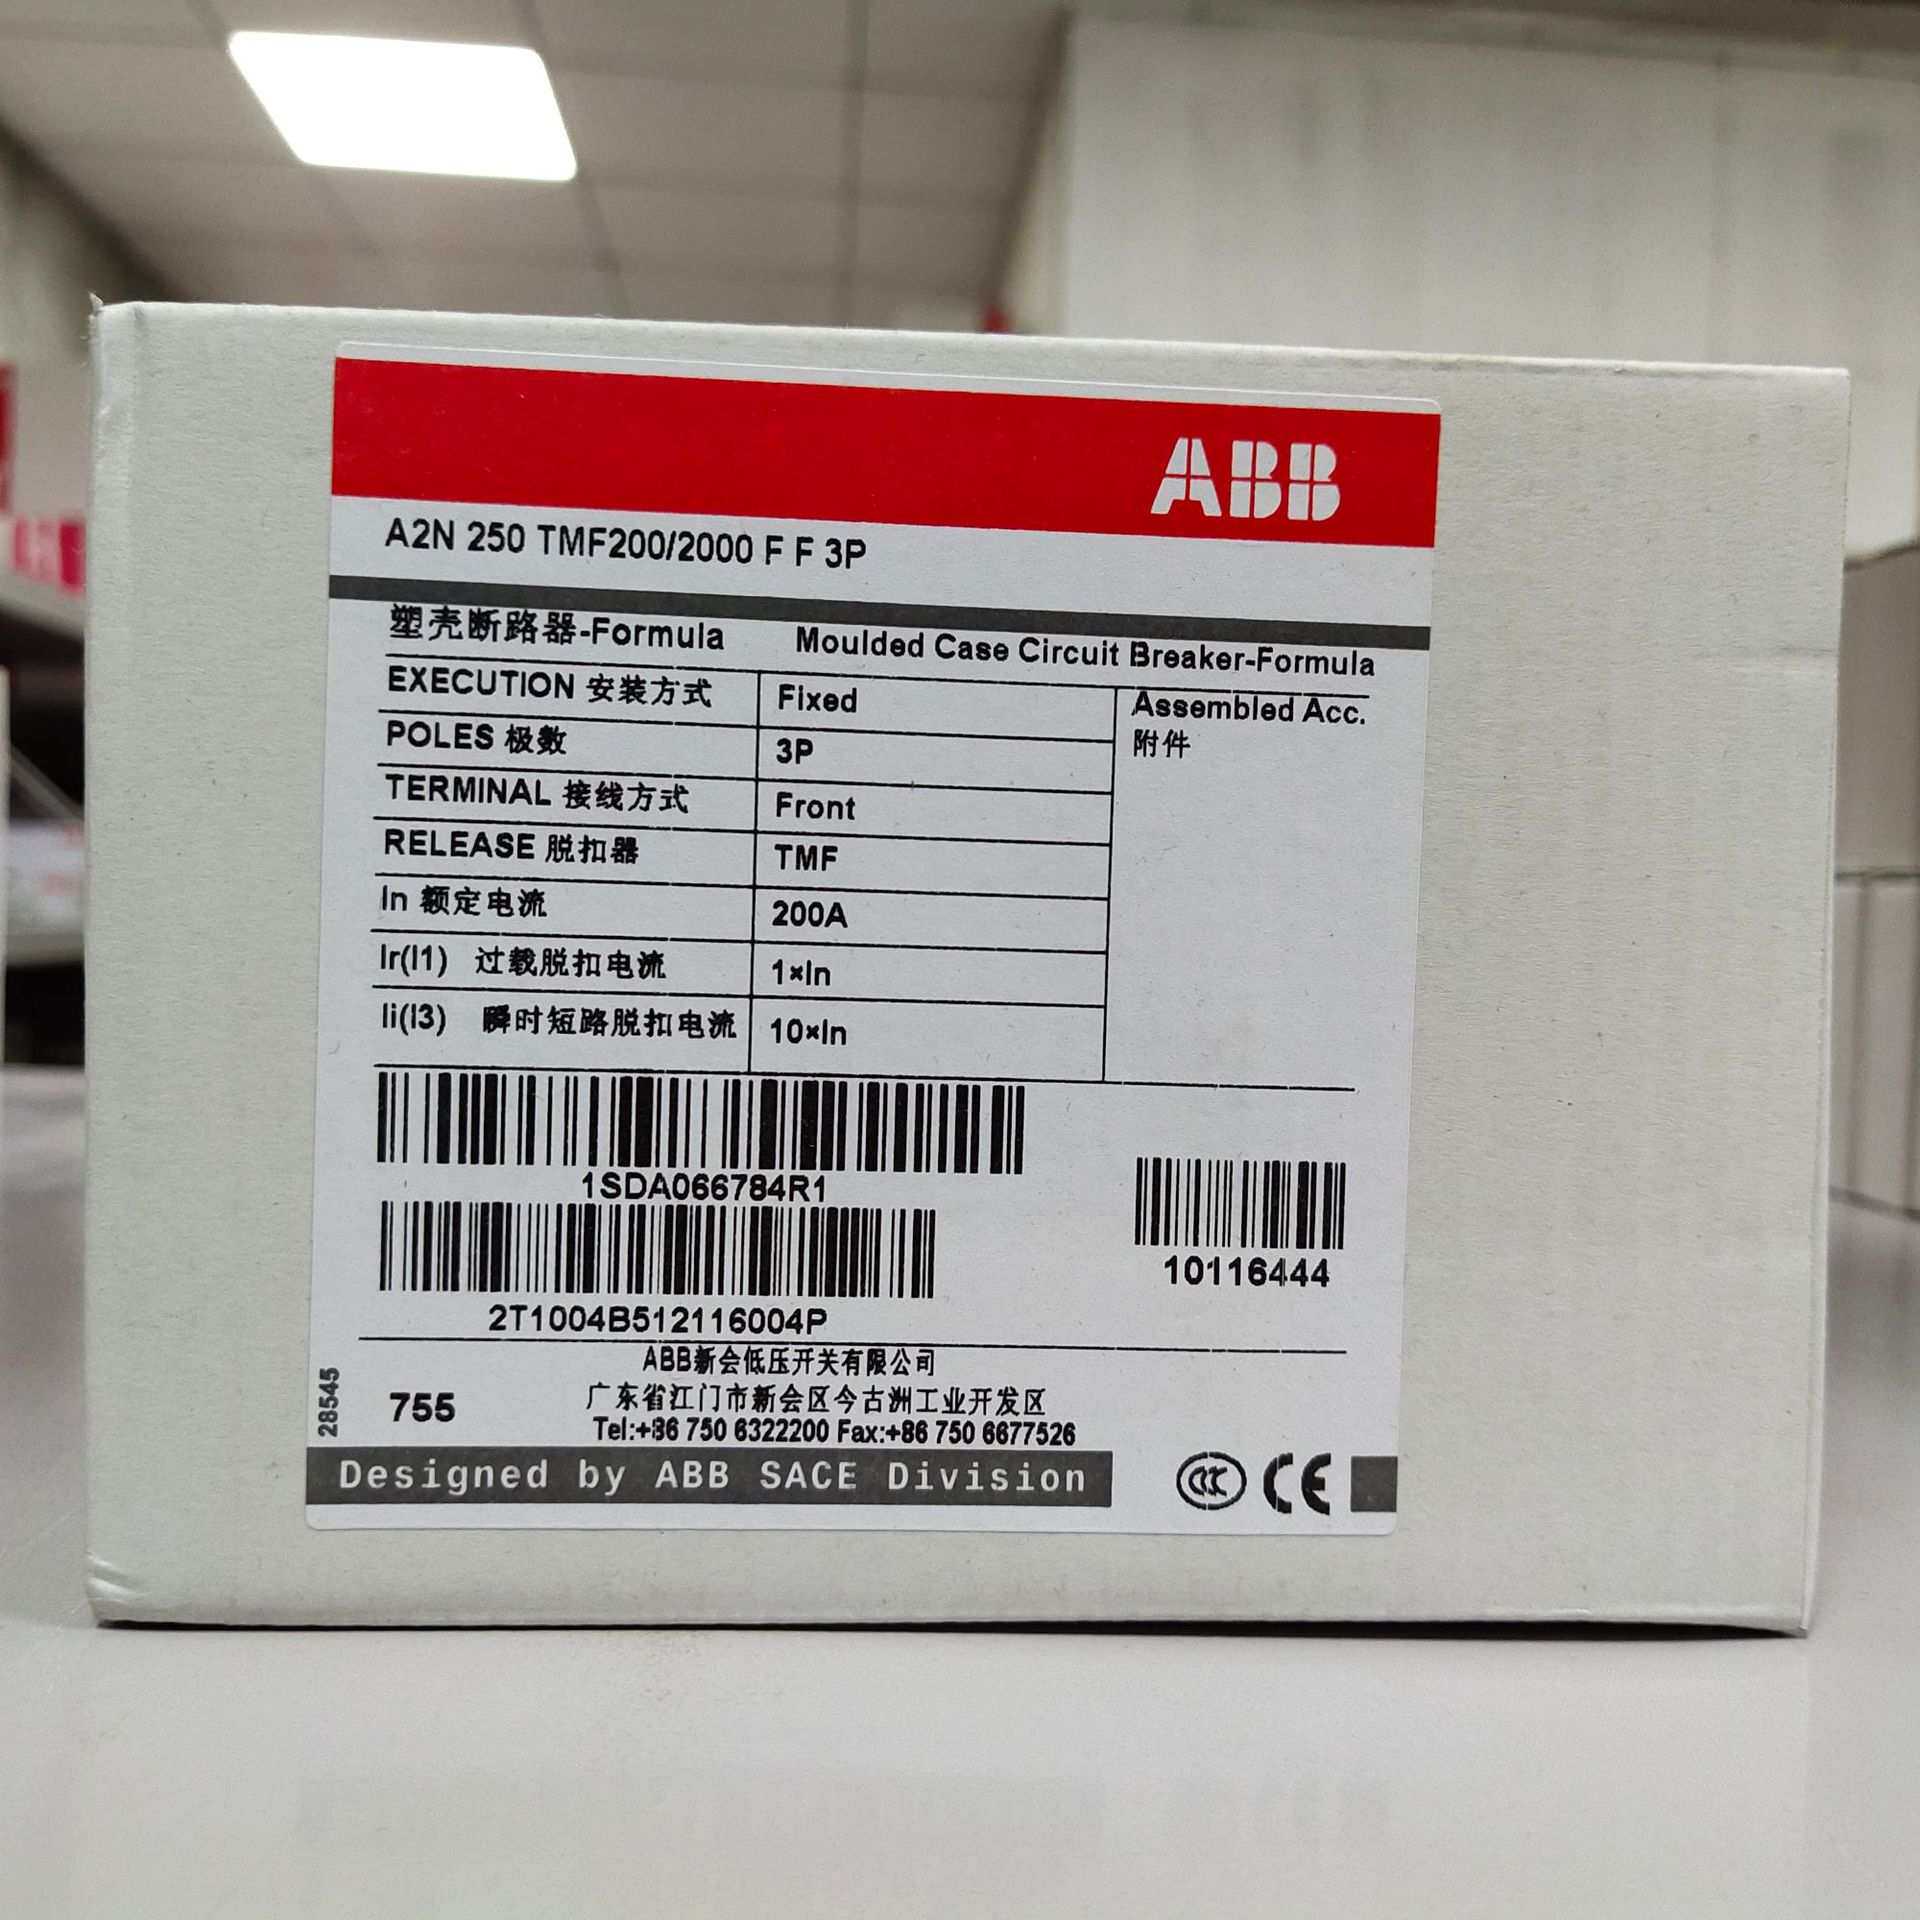 ABB
A2N 250 TMF200/2000 F F 3P
塑壳断路器-Formula Moulded Case Circuit Breaker-Formula
EXECUTION 安装方式 Fixed Assembled Acc.
附件
POLES 极数 3P
TERMINAL 接线方式 Front
RELEASE 脱扣器 TMF
In 额定电流 200A
Ir(I1) 过载脱扣电流 1×In
Ii(I3) 瞬时短路脱扣电流 10×In
1SDA066784R1
10116444
2T1004B512116004P
ABB新会低压开关有限公司
28545
755 广东省江门市新会区今古洲工业开发区
Tel:+86 750 6322200 Fax:+86 750 6677526
Designed by ABB SACE Division
CCC CE